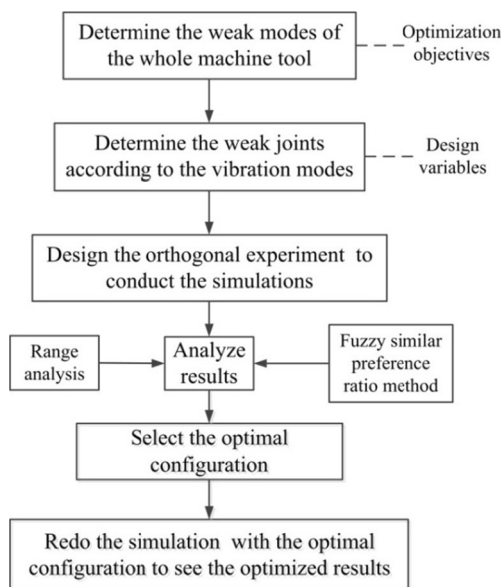 Determine the weak modes of
the whole machine tool
Optimization
objectives
Determine the weak joints
according to the vibration modes
Design
variables
Design the orthogonal experiment to
conduct the simulations
Range
analysis
Analyze
results
Fuzzy similar
preference
ratio method
Select the optimal
configuration
Redo the simulation with the optimal
configuration to see the optimized results